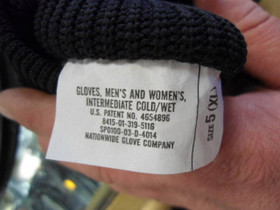 GLOVES, MEN'S AND WOMEN'S,
INTERMEDIATE COLD/WET
U.S. PATENT NO. 4654896
8415-01-319-5116
SP0100-03-D-4014
NATIONWIDE GLOVE COMPANY
SIZE 5 (XL)